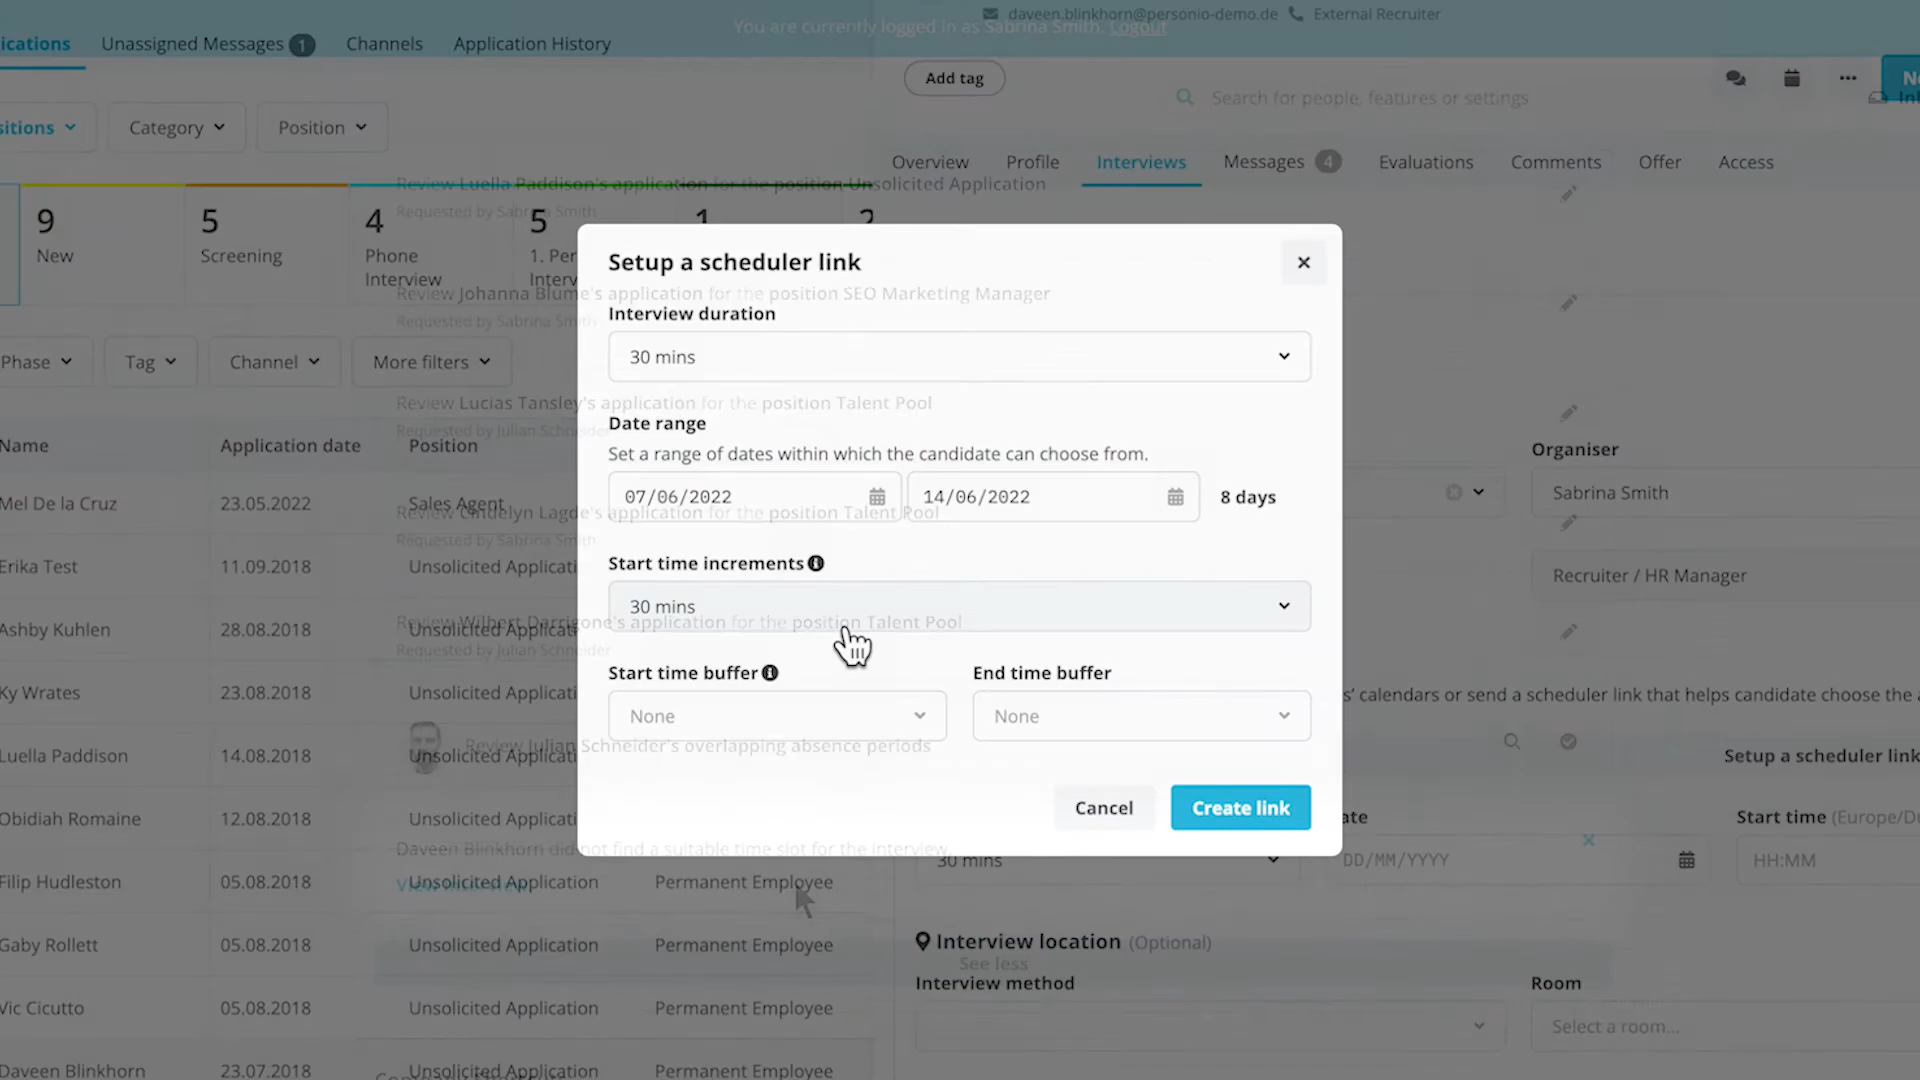 daveen.blinkhorn@personio-demo.de External Recruiter
You are currently logged in as Sabrina Smith. Logout
ications Unassigned Messages 1 Channels Application History
Add tag
Search for people, features or settings
sitions Category Position
Overview Profile Interviews Messages 4 Evaluations Comments Offer Access
Review Luella Paddison's application for the position Unsolicited Application
Requested by Sabrina Smith
9 New
5 Screening
4 Phone Interview
5 1. Per Interv
1
2
Setup a scheduler link
Review Johanna Blume's application for the position SEO Marketing Manager
Requested by Sabrina Smith
Interview duration
30 mins
Phase Tag Channel More filters
Review Lucias Tansley's application for the position Talent Pool
Requested by Julian Schneider
Date range
Set a range of dates within which the candidate can choose from.
07/06/2022 14/06/2022 8 days
Name Application date Position
Organiser
Sabrina Smith
Mel De la Cruz 23.05.2022 Sales Agent
Review Cindelyn Lagde's application for the position Talent Pool
Requested by Sabrina Smith
Start time increments
30 mins
Recruiter / HR Manager
Erika Test 11.09.2018 Unsolicited Applicati
Review Wilbert Darrigone's application for the position Talent Pool
Requested by Julian Schneider
Ashby Kuhlen 28.08.2018 Unsolicited Applicati
Start time buffer End time buffer
None None
Ky Wrates 23.08.2018 Unsolicited Applicati
s' calendars or send a scheduler link that helps candidate choose the a
Review Julian Schneider's overlapping absence periods
Luella Paddison 14.08.2018 Unsolicited Applicati
Setup a scheduler link
Cancel Create link
Obidiah Romaine 12.08.2018 Unsolicited Applicati
ate Start time (Europe/Du
Daveen Blinkhorn did not find a suitable time slot for the interview.
30 mins DD/MM/YYYY HH:MM
Filip Hudleston 05.08.2018 Unsolicited Application Permanent Employee
Gaby Rollett 05.08.2018 Unsolicited Application Permanent Employee
Interview location (Optional)
See less
Interview method Room
Select a room...
Vic Cicutto 05.08.2018 Unsolicited Application Permanent Employee
Daveen Blinkhorn 23.07.2018 Unsolicited Application Permanent Employee